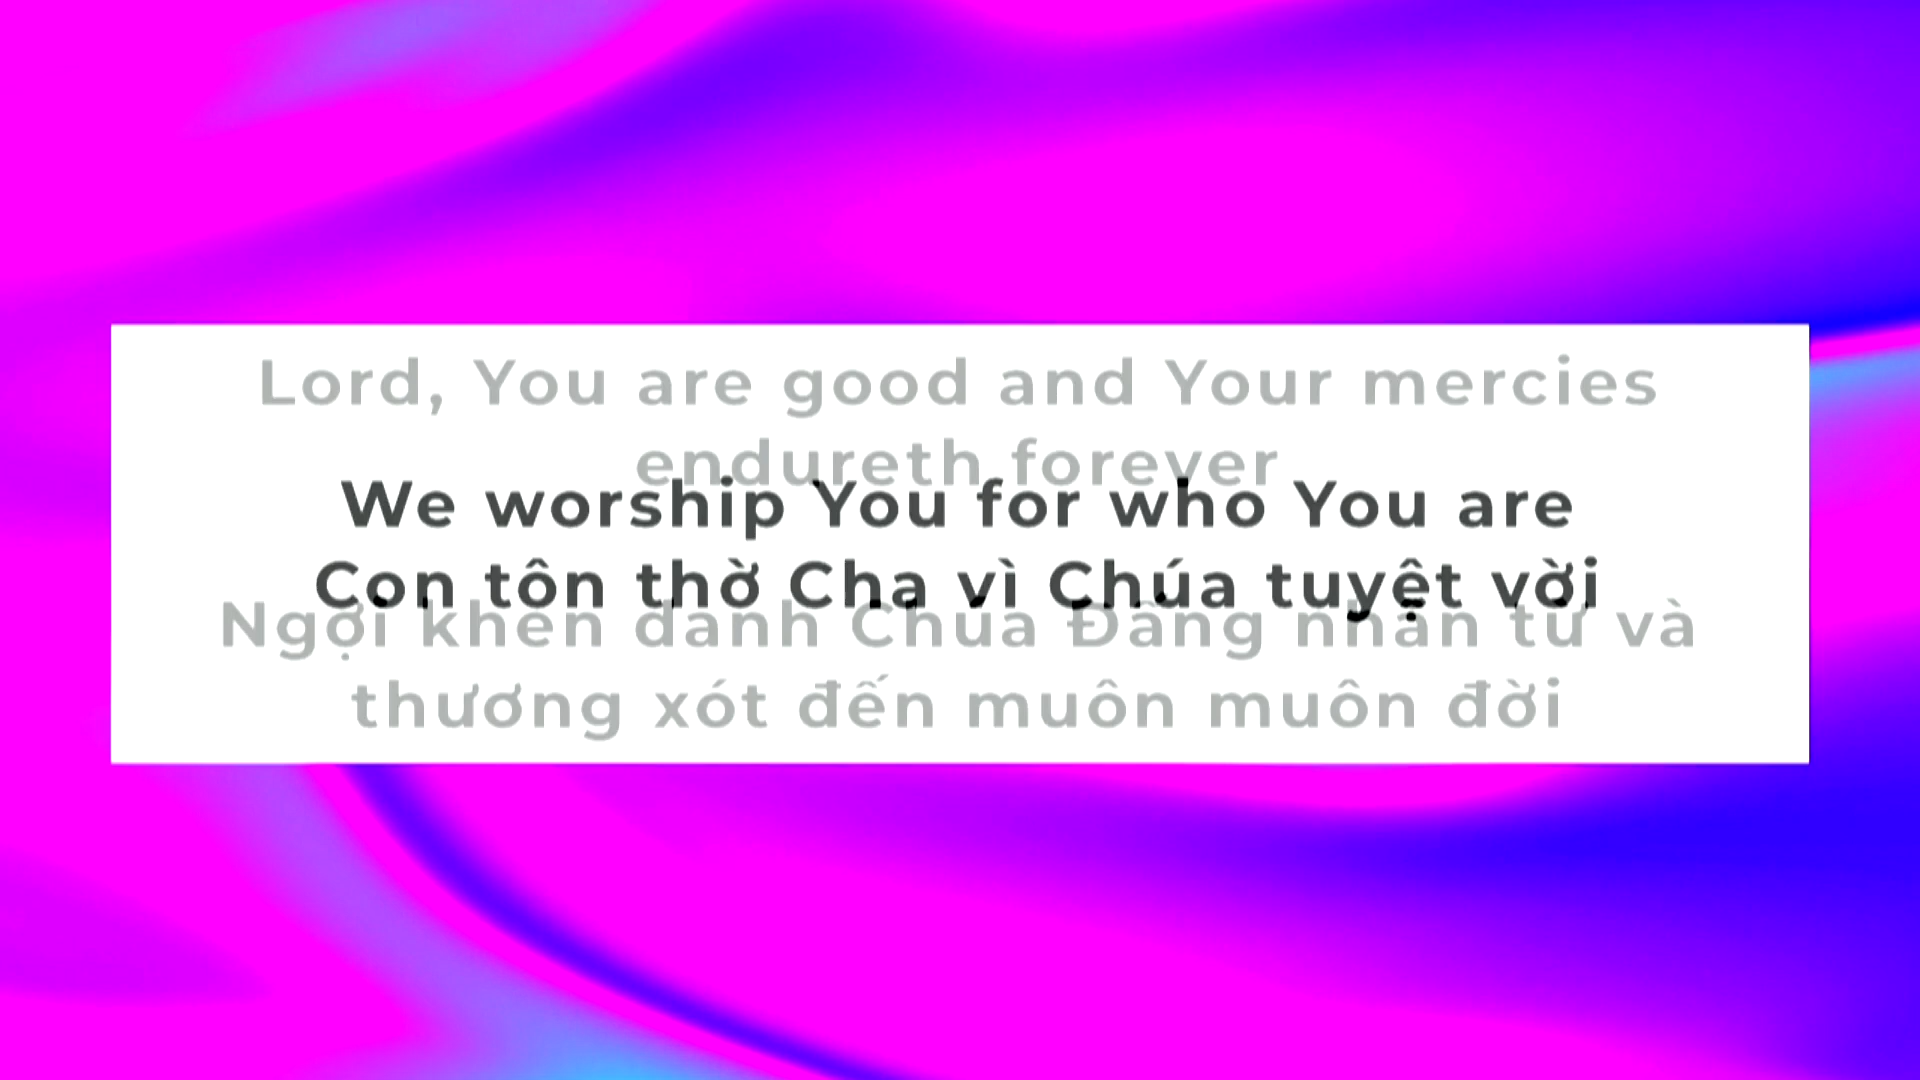 Lord, You are good and Your mercies
endureth forever
We worship You for who You are
Con tôn thờ Cha vì Chúa tuyệt vời
Ngợi khen danh Chúa Đấng nhân từ và
thương xót đến muôn muôn đời